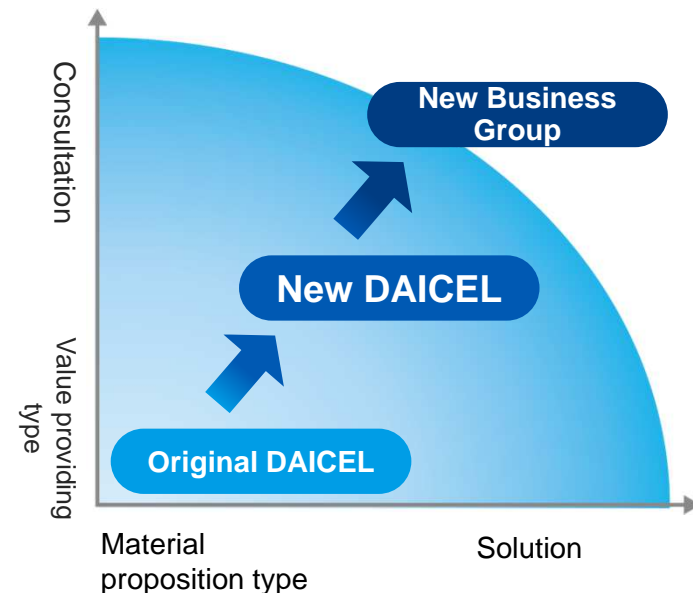 Consultation
New Business
Group
New DAICEL
Value providing
type
Original DAICEL
Material
proposition type
Solution